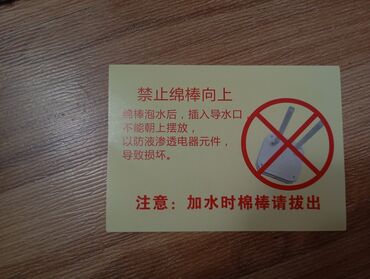 禁止绵棒向上
绵棒泡水后，插入导水口，
不能朝上摆放，
以防液渗透电器元件，
导致损坏。
注意：加水时棉棒请拔出